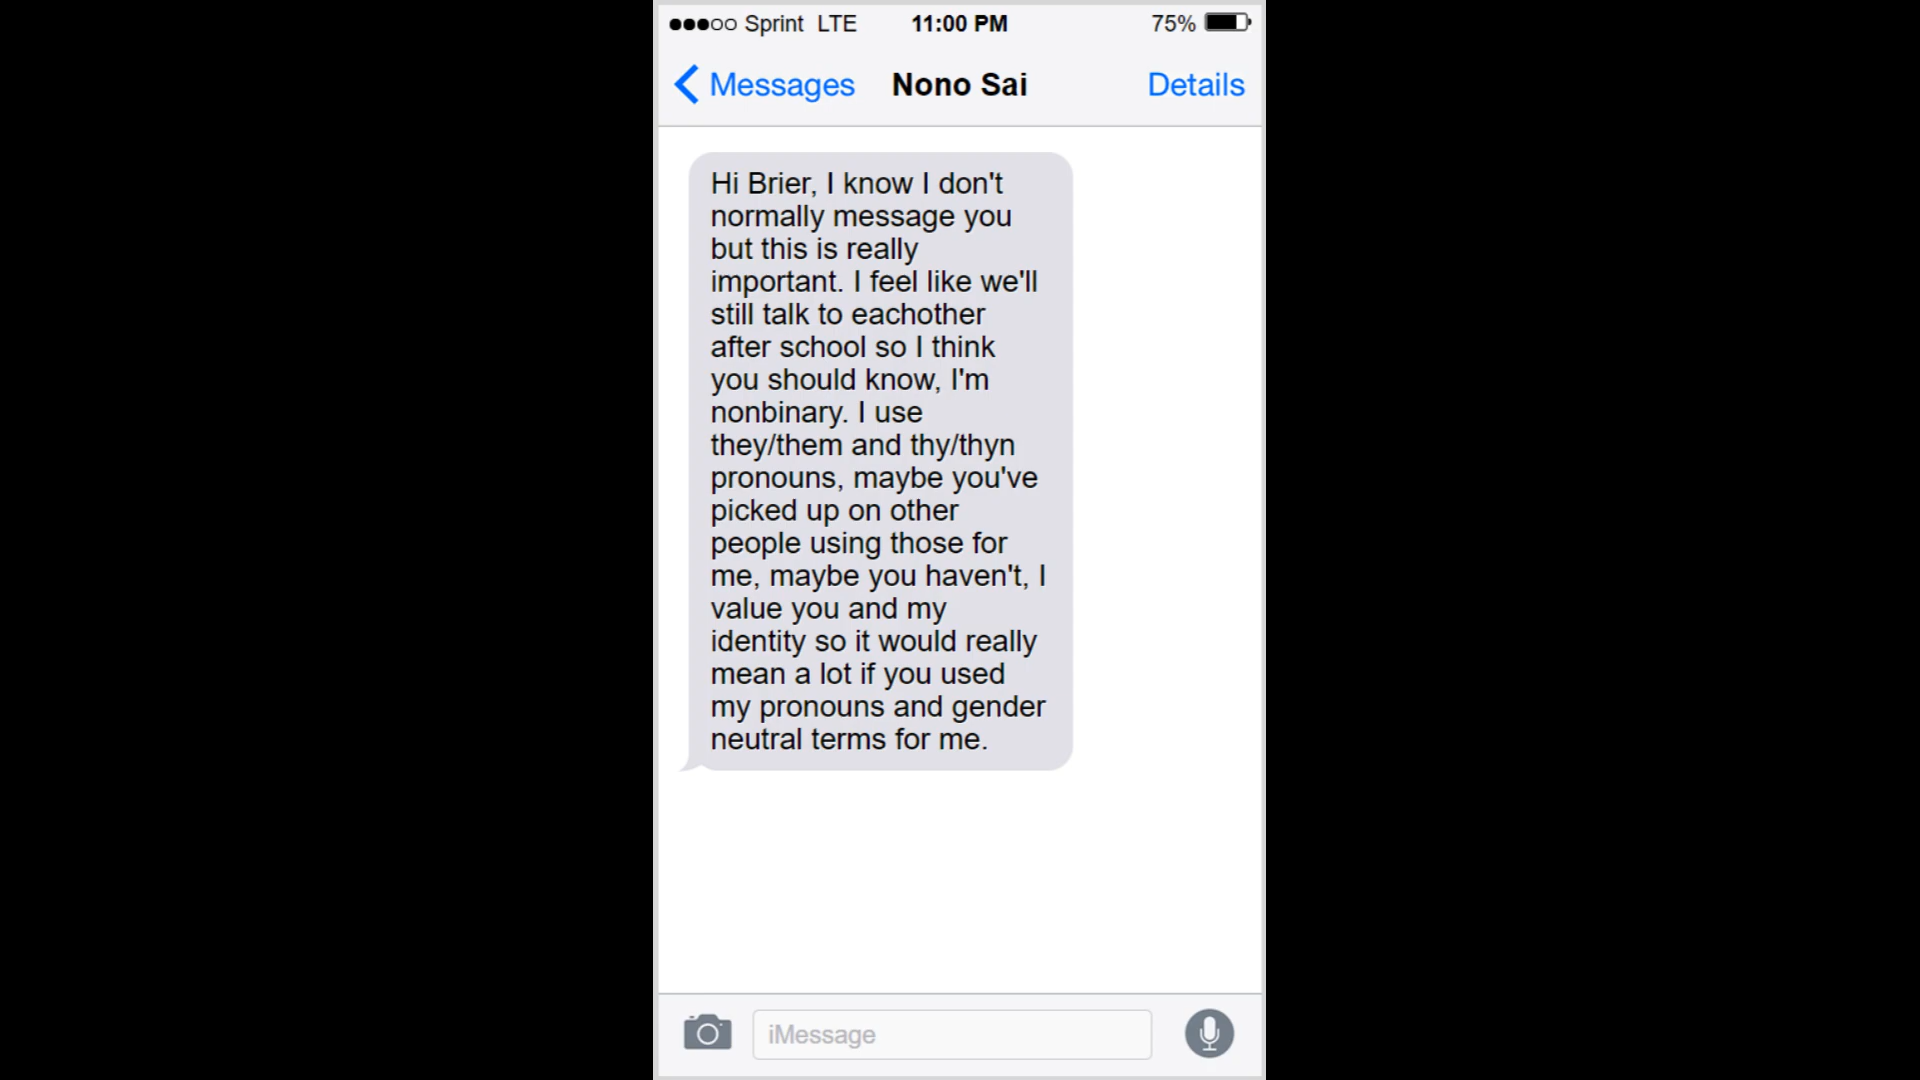 Sprint LTE 11:00 PM 75%
Messages Nono Sai Details
Hi Brier, I know I don't
normally message you
but this is really
important. I feel like we'll
still talk to eachother
after school so I think
you should know, I'm
nonbinary. I use
they/them and thy/thyn
pronouns, maybe you've
picked up on other
people using those for
me, maybe you haven't, I
value you and my
identity so it would really
mean a lot if you used
my pronouns and gender
neutral terms for me.
iMessage